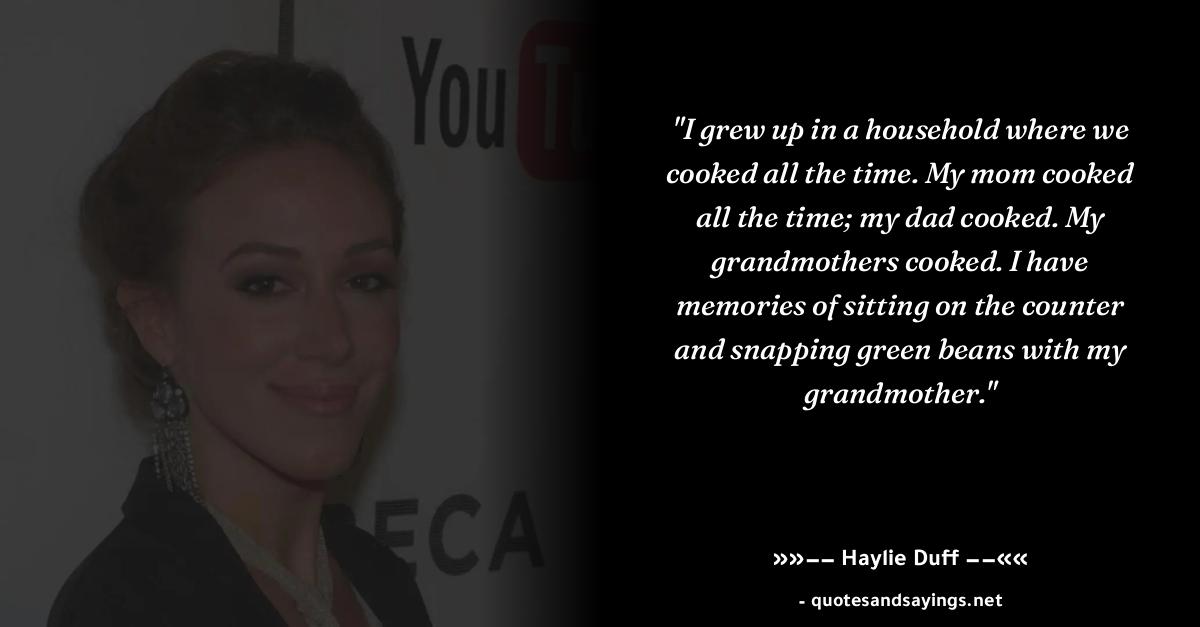 YouTu
ECA
"I grew up in a household where we
cooked all the time. My mom cooked
all the time; my dad cooked. My
grandmothers cooked. I have
memories of sitting on the counter
and snapping green beans with my
grandmother."
»»−− Haylie Duff −−««
- quotesandsayings.net